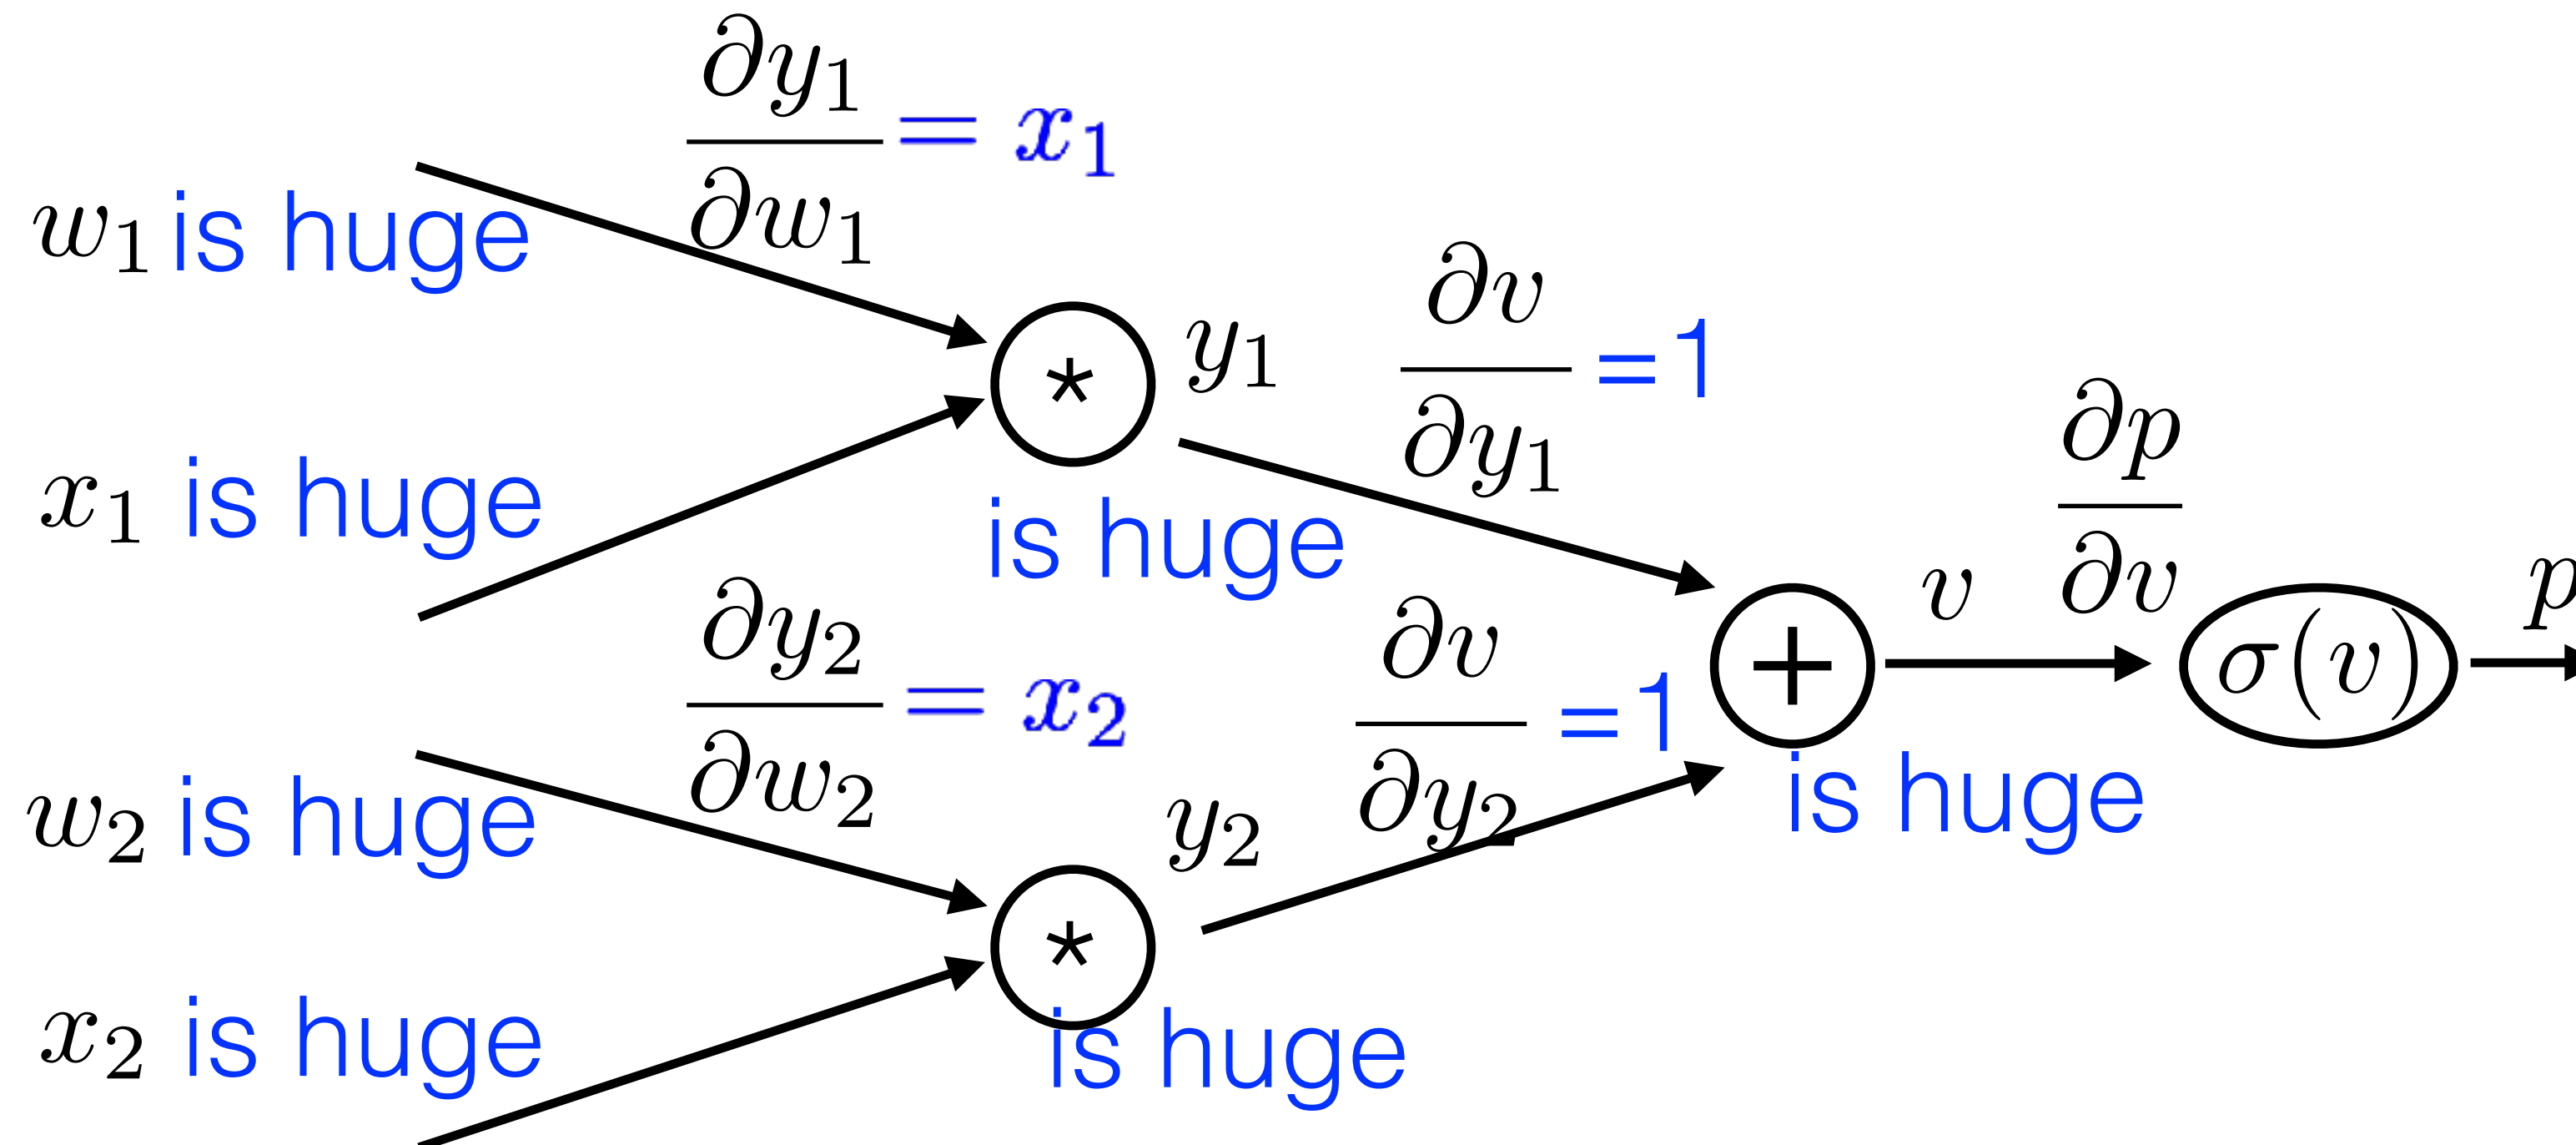 ∂y₁/∂w₁ = x₁
w₁ is huge
∂v/∂y₁ =1
y₁
*
∂p/∂v
x₁ is huge
is huge
v
p
∂y₂/∂w₂ = x₂
∂v/∂y₂ =1
+
σ(v)
is huge
w₂ is huge
y₂
*
x₂ is huge
is huge